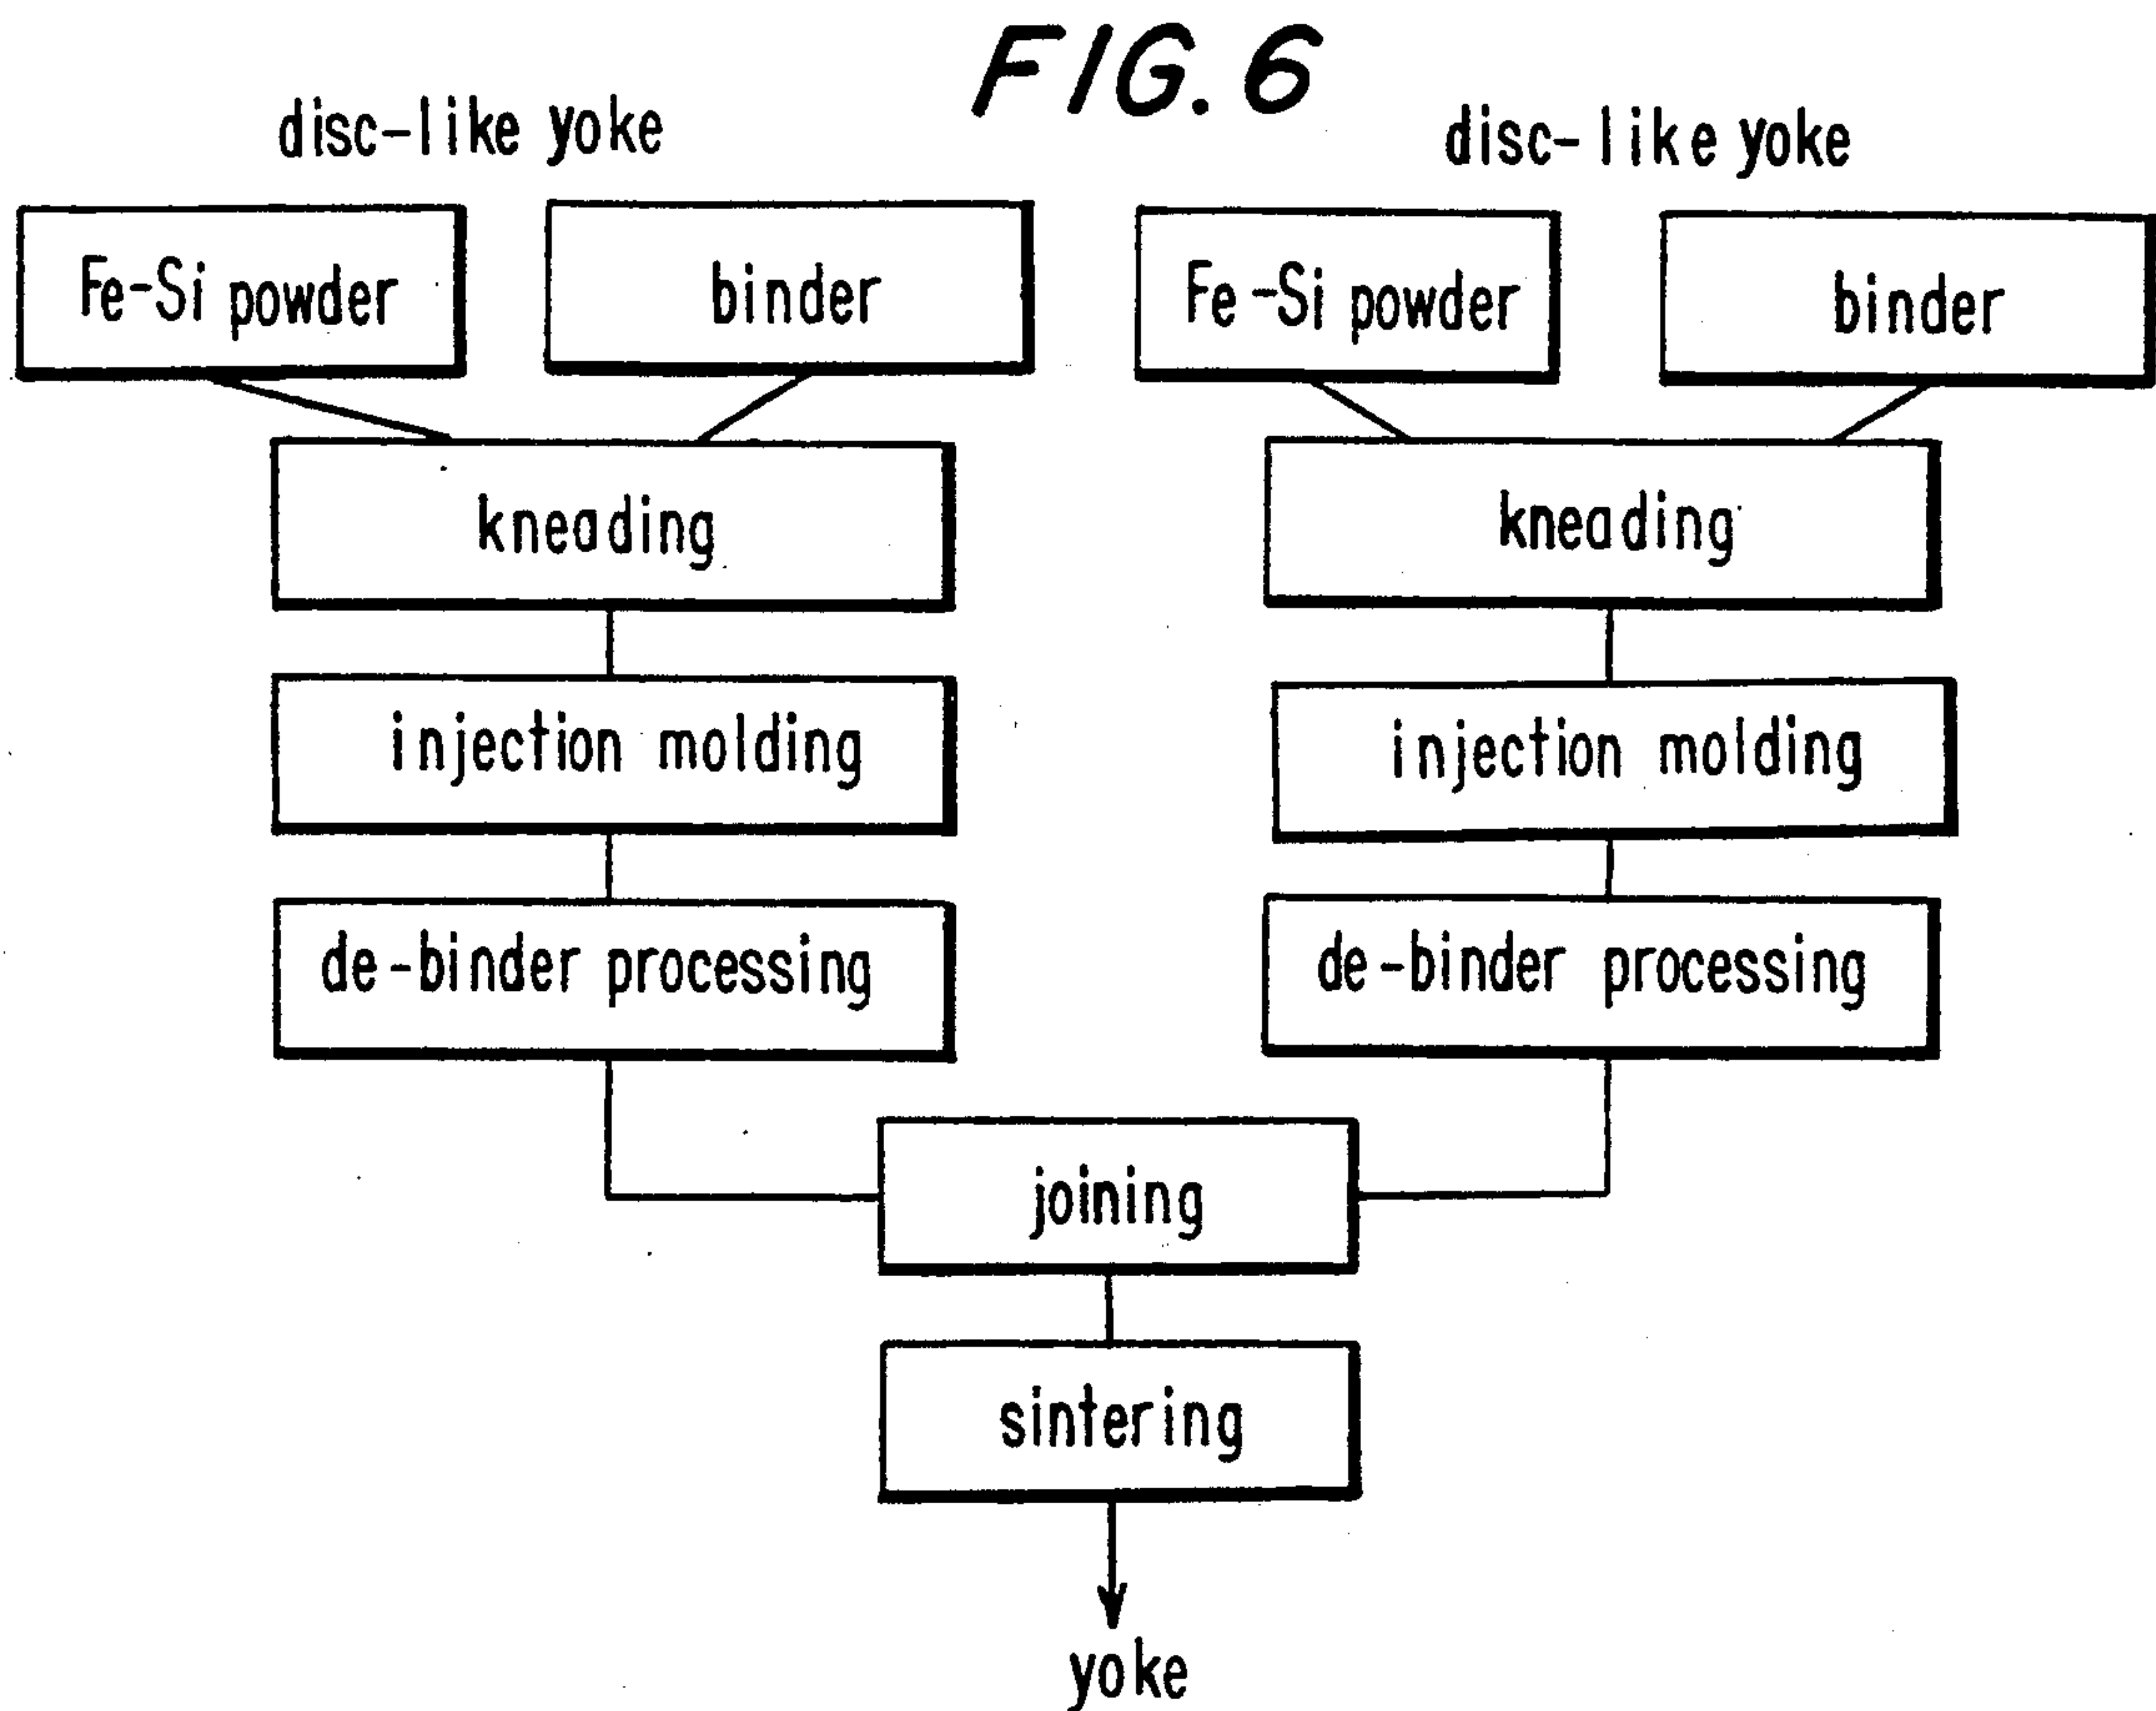 FIG. 6
disc-like yoke
disc-like yoke
Fe-Si powder
binder
Fe-Si powder
binder
kneading
kneading
injection molding
injection molding
de-binder processing
de-binder processing
joining
sintering
yoke